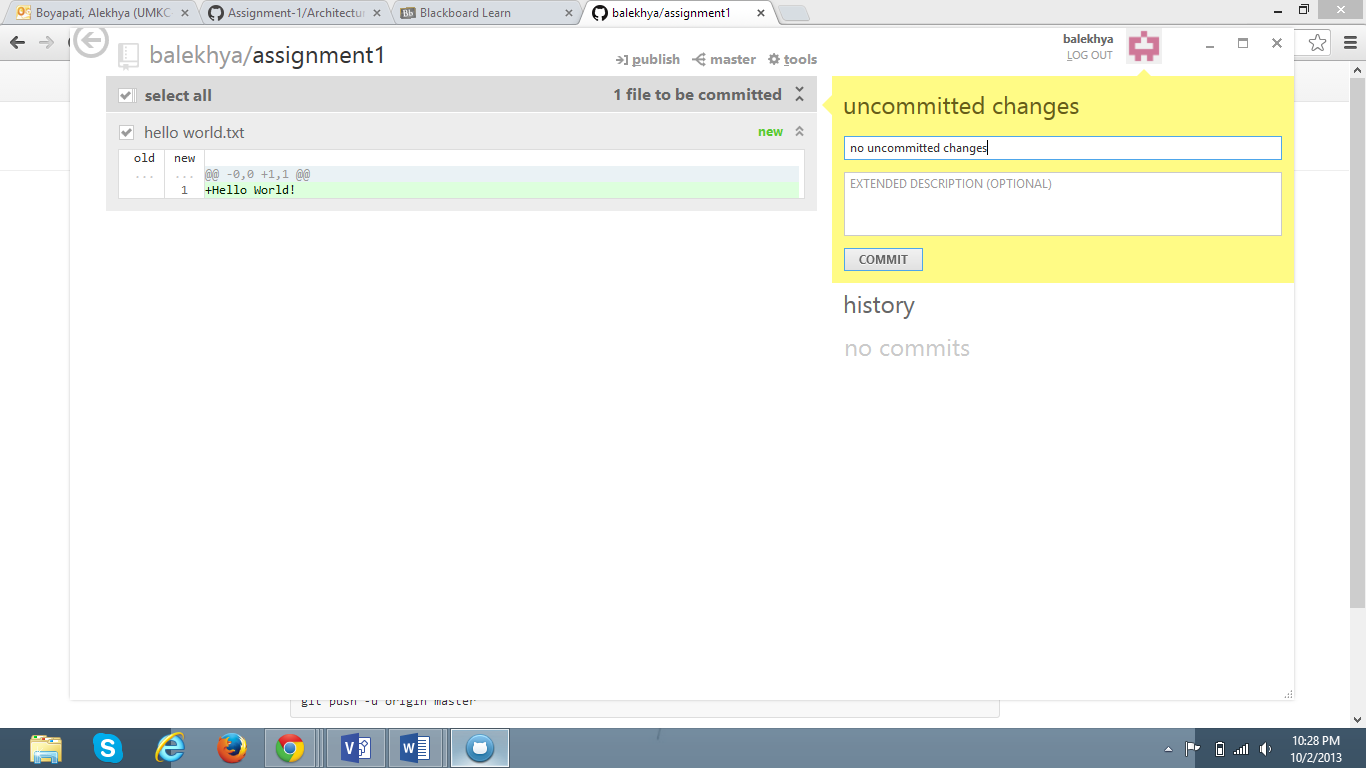 Boyapati, Alekhya (UMKC
Assignment-1/Architectur
Blackboard Learn
balekhya/assignment1
balekhya/assignment1
publish
master
tools
balekhya
LOG OUT
select all
1 file to be committed
hello world.txt
new
old new
... ... @@ -0,0 +1,1 @@
1 +Hello World!
uncommitted changes
no uncommitted changes
EXTENDED DESCRIPTION (OPTIONAL)
COMMIT
history
no commits
git push -u origin master
10:28 PM
10/2/2013